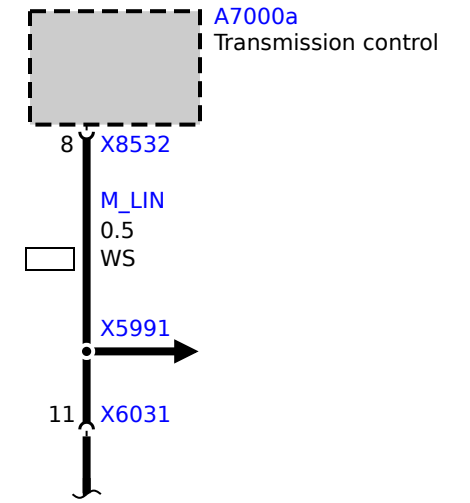 A7000a
Transmission control
8 X8532
M_LIN
0.5
WS
X5991
11 X6031